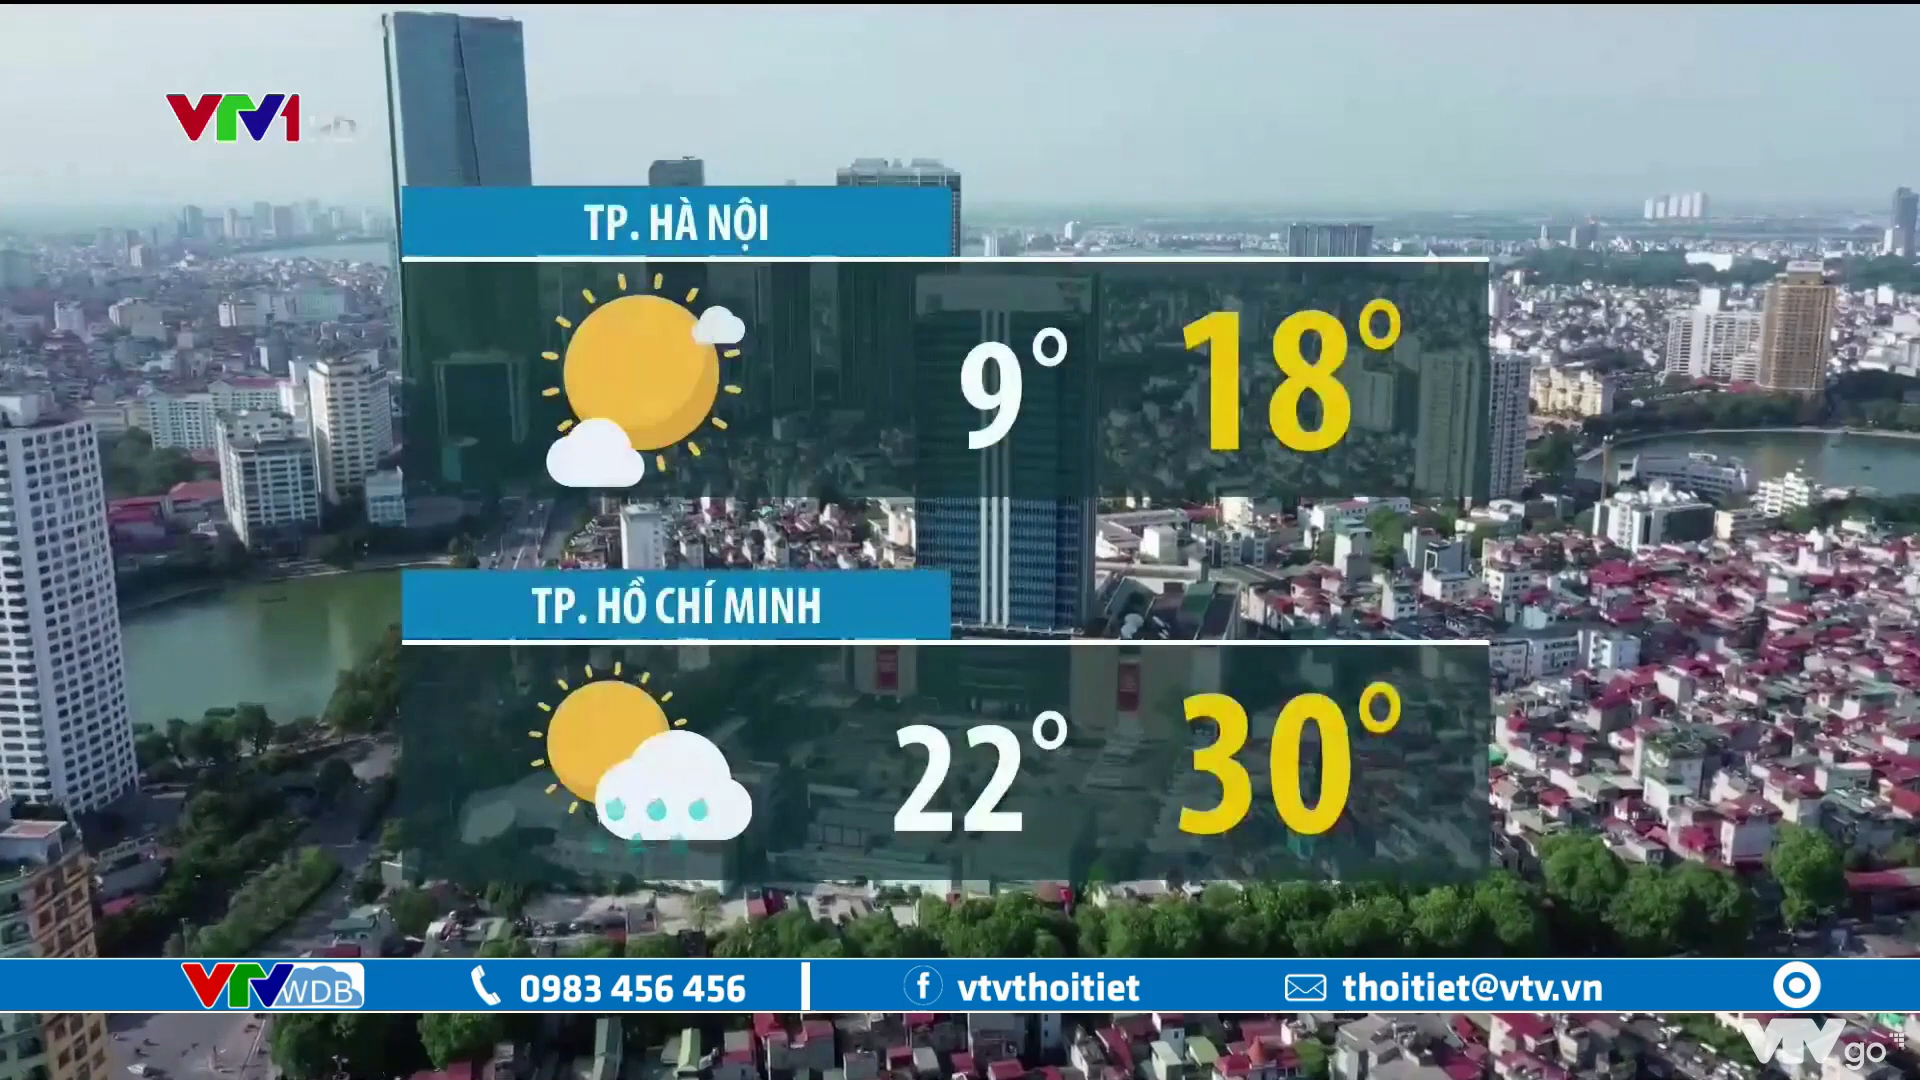 VTV1 HD
TP. HÀ NỘI
9° 18°
TP. HỒ CHÍ MINH
22° 30°
VTV WDB 0983 456 456 vtvthoitiet thoitiet@vtv.vn
VTV go